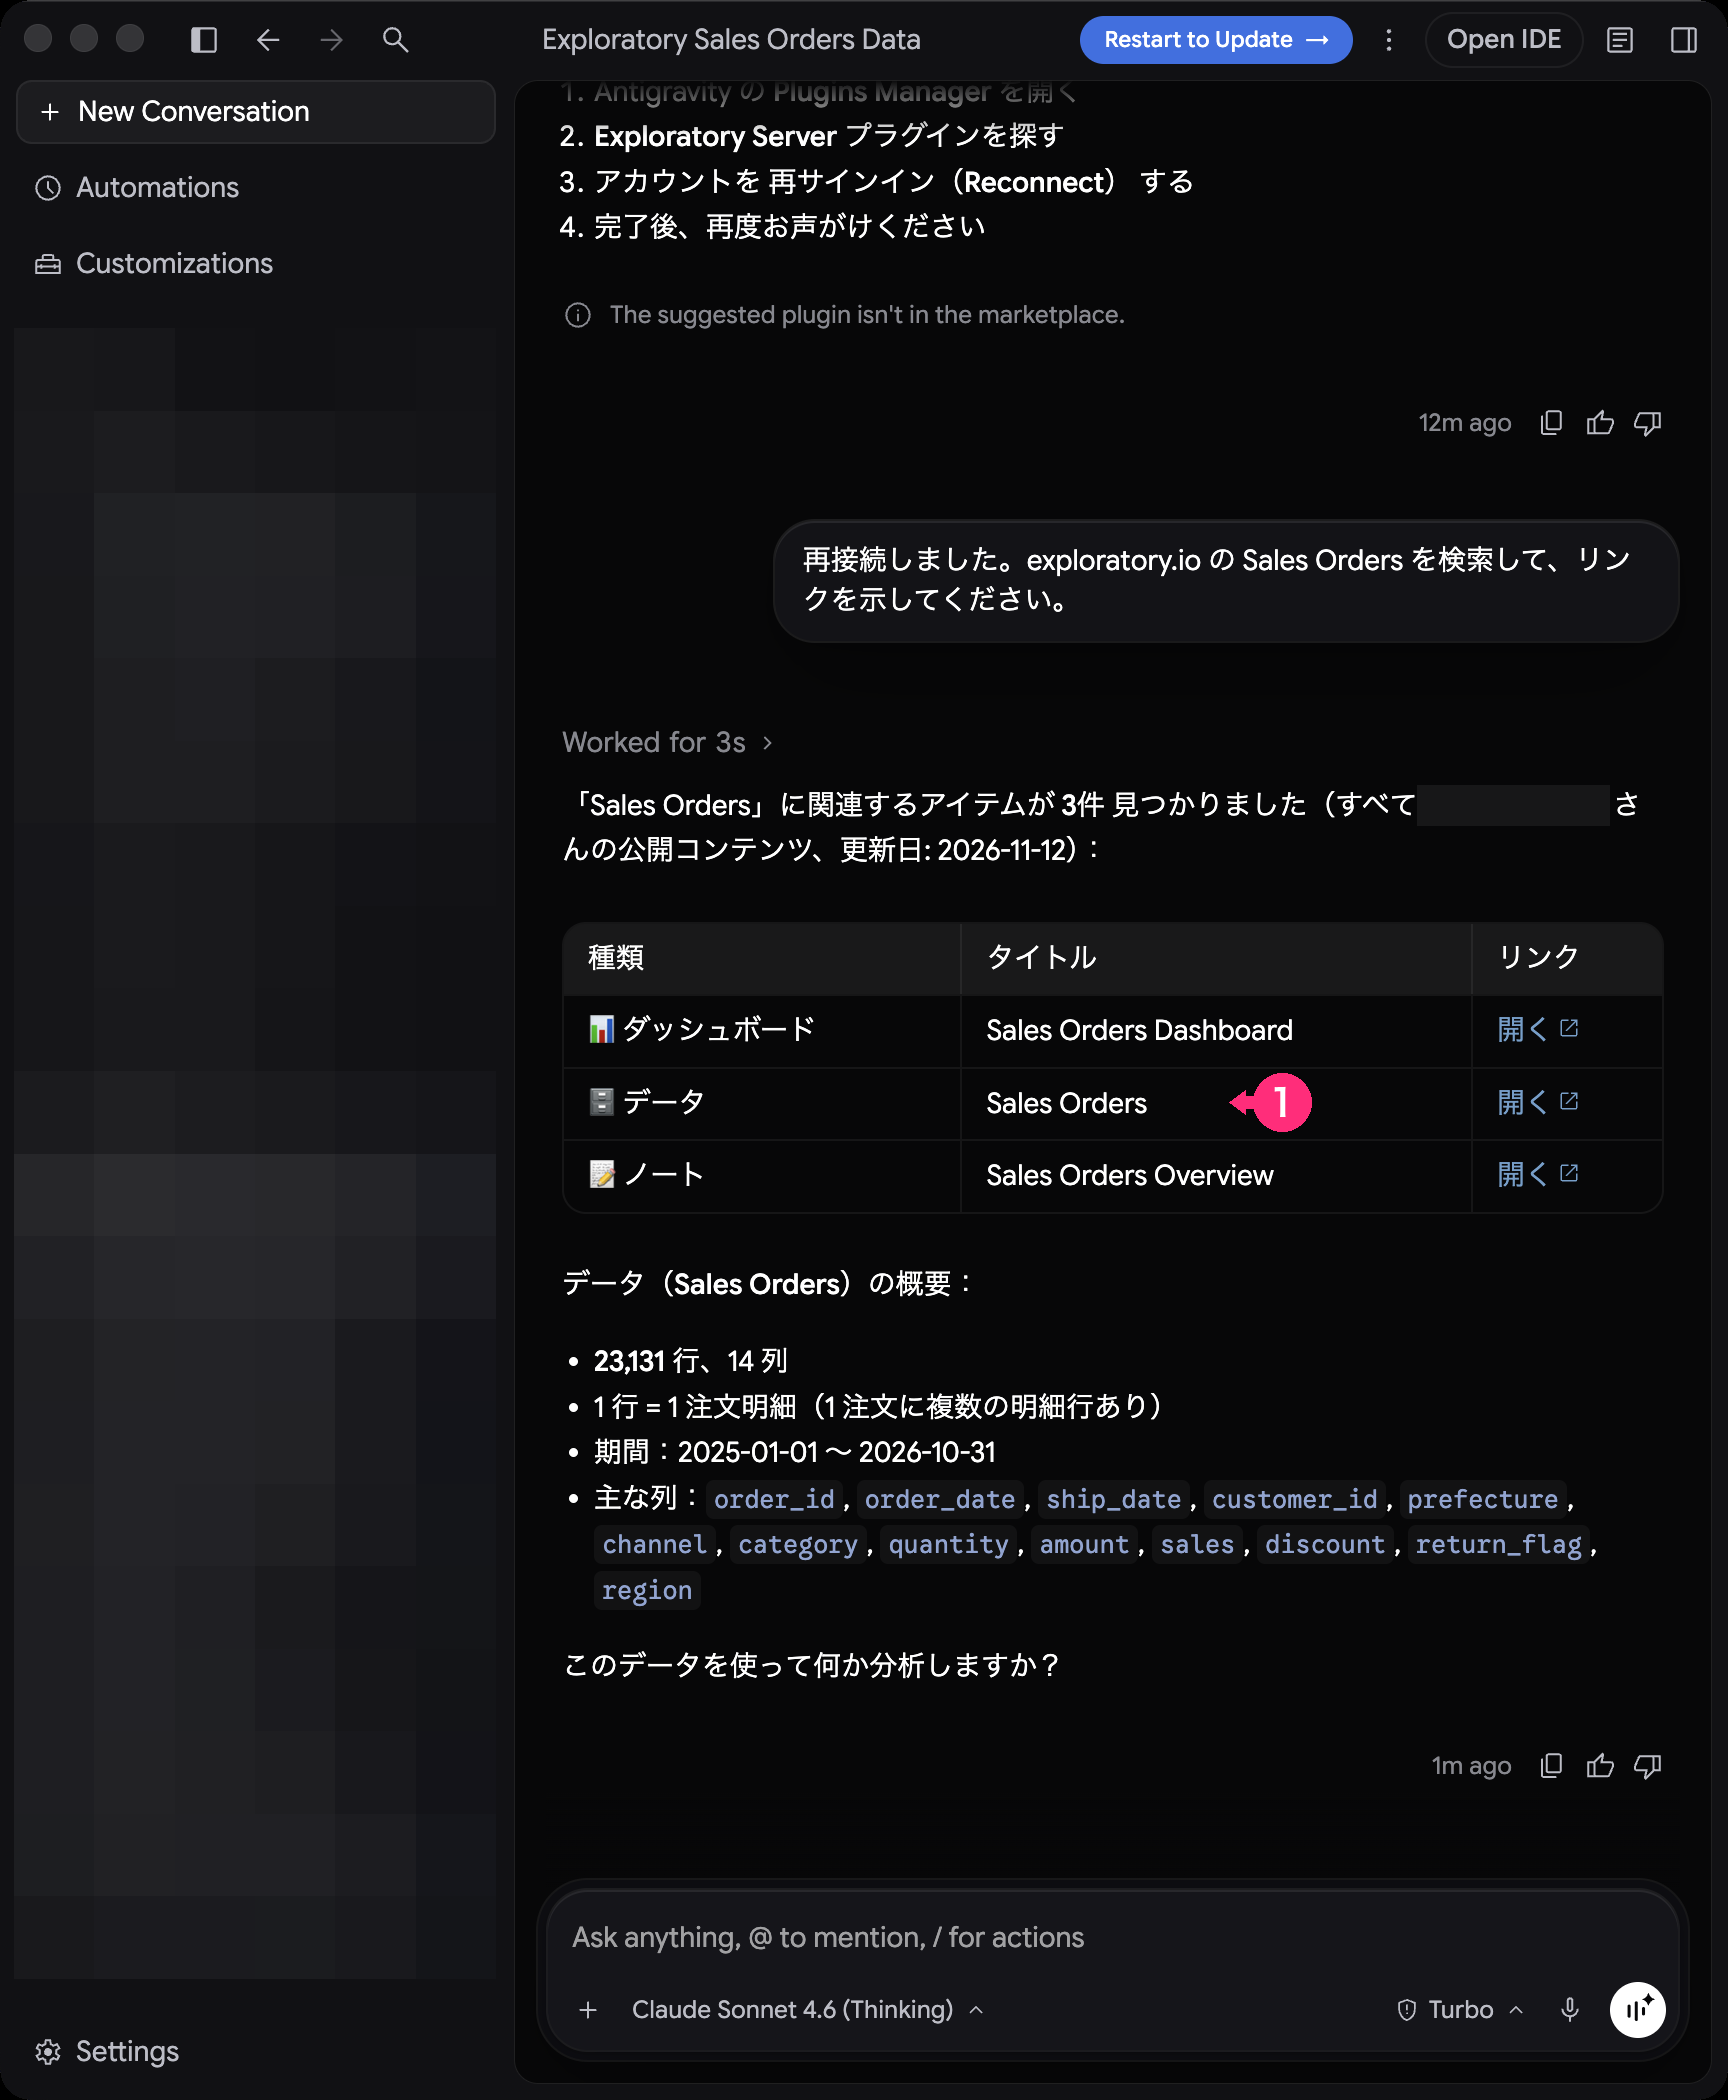 Exploratory Sales Orders Data
Restart to Update →
Open IDE
+ New Conversation
Automations
Customizations
Settings
1. Antigravity の Plugins Manager を開く
2. Exploratory Server プラグインを探す
3. アカウントを 再サインイン（Reconnect） する
4. 完了後、再度お声がけください
The suggested plugin isn't in the marketplace.
12m ago
再接続しました。exploratory.io の Sales Orders を検索して、リン
クを示してください。
Worked for 3s >
「Sales Orders」に関連するアイテムが 3件 見つかりました（すべて さ
んの公開コンテンツ、更新日: 2026-11-12）：
種類 タイトル リンク
ダッシュボード Sales Orders Dashboard 開く
データ Sales Orders 1 開く
ノート Sales Orders Overview 開く
データ（Sales Orders）の概要：
• 23,131 行、14 列
• 1 行 = 1 注文明細（1 注文に複数の明細行あり）
• 期間：2025-01-01 〜 2026-10-31
• 主な列： order_id, order_date, ship_date, customer_id, prefecture,
channel, category, quantity, amount, sales, discount, return_flag,
region
このデータを使って何か分析しますか？
1m ago
Ask anything, @ to mention, / for actions
+ Claude Sonnet 4.6 (Thinking) Turbo